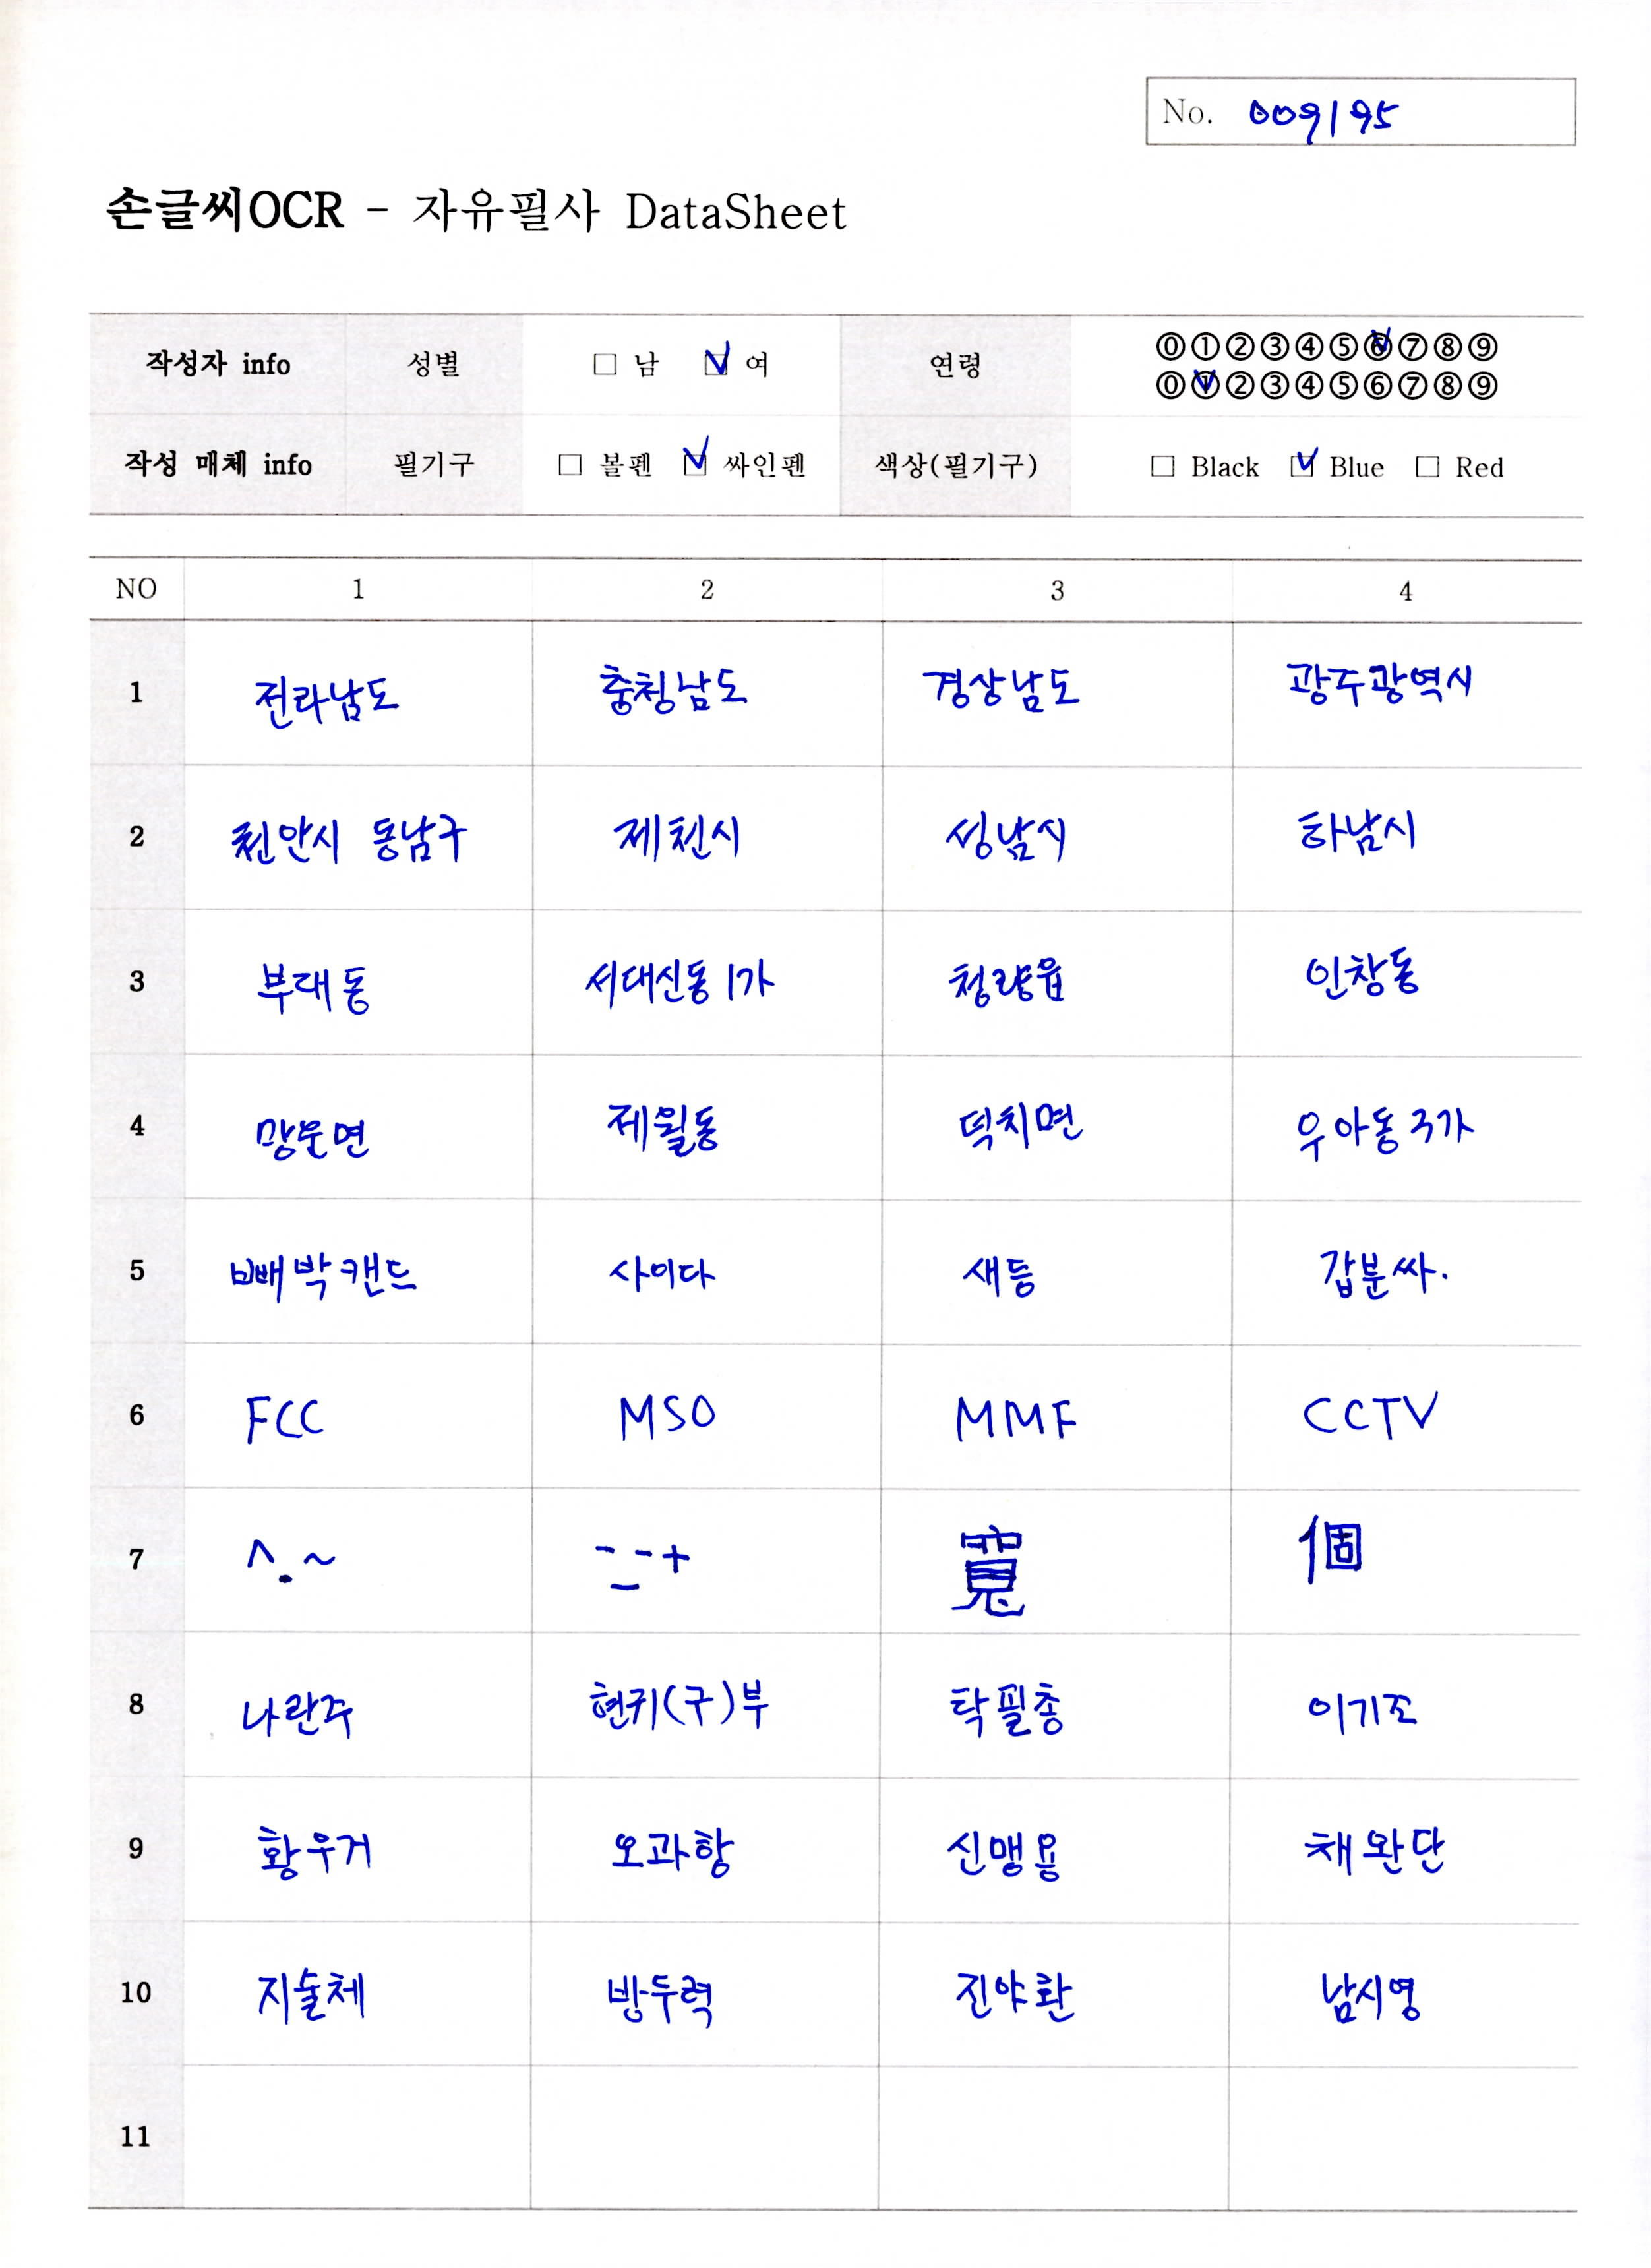 No. 009195
손글씨OCR - 자유필사 DataSheet
작성자 info 성별 □ 남 ☑ 여 연령 ⓪①②③④⑤⑥⑦⑧⑨
⓪①②③④⑤⑥⑦⑧⑨
작성 매체 info 필기구 □ 볼펜 ☑ 싸인펜 색상(필기구) □ Black ☑ Blue □ Red
NO 1 2 3 4
1 전라남도 충청남도 경상남도 광주광역시
2 천안시 동남구 제천시 성남시 하남시
3 부대동 서대신동1가 청량읍 인창동
4 망운면 제월동 덕치면 우아동3가
5 빼박캔드 사이다 새등 갑분싸.
6 FCC MSO MMF CCTV
7 ^.~ -_-+ 個
8 나란주 현귀(구)부 탁필총 이기조
9 황우거 오과항 신맹용 채완단
10 지술체 방두력 진야환 남시영
11